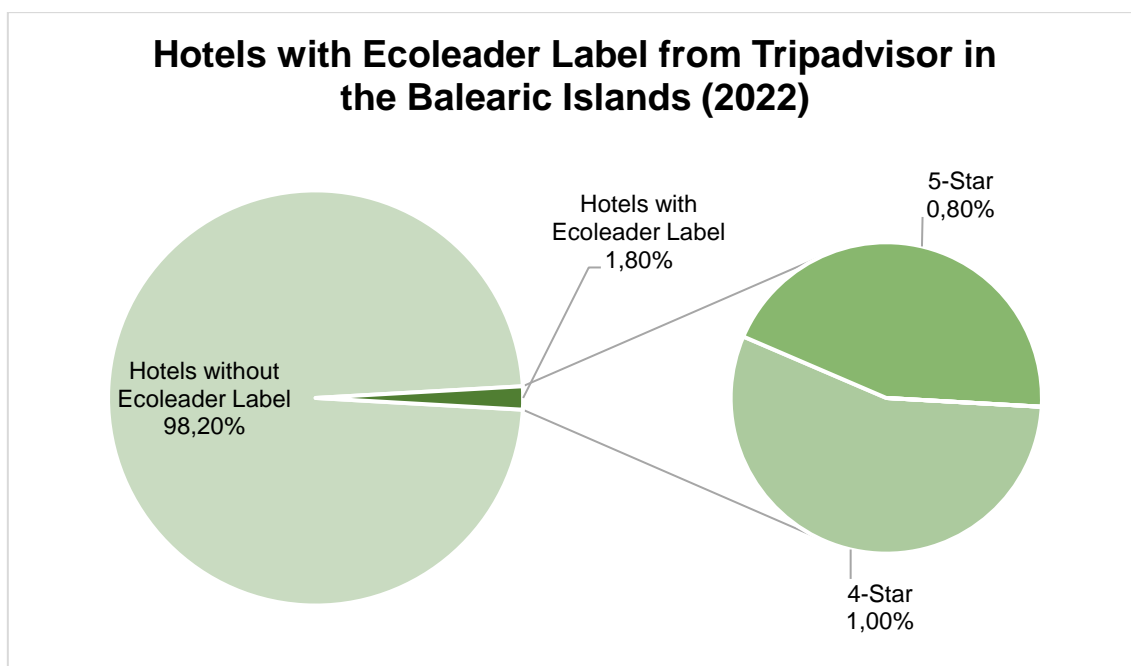 Hotels with Ecoleader Label from Tripadvisor in
the Balearic Islands (2022)
Hotels without
Ecoleader Label
98,20%
Hotels with
Ecoleader Label
1,80%
5-Star
0,80%
4-Star
1,00%